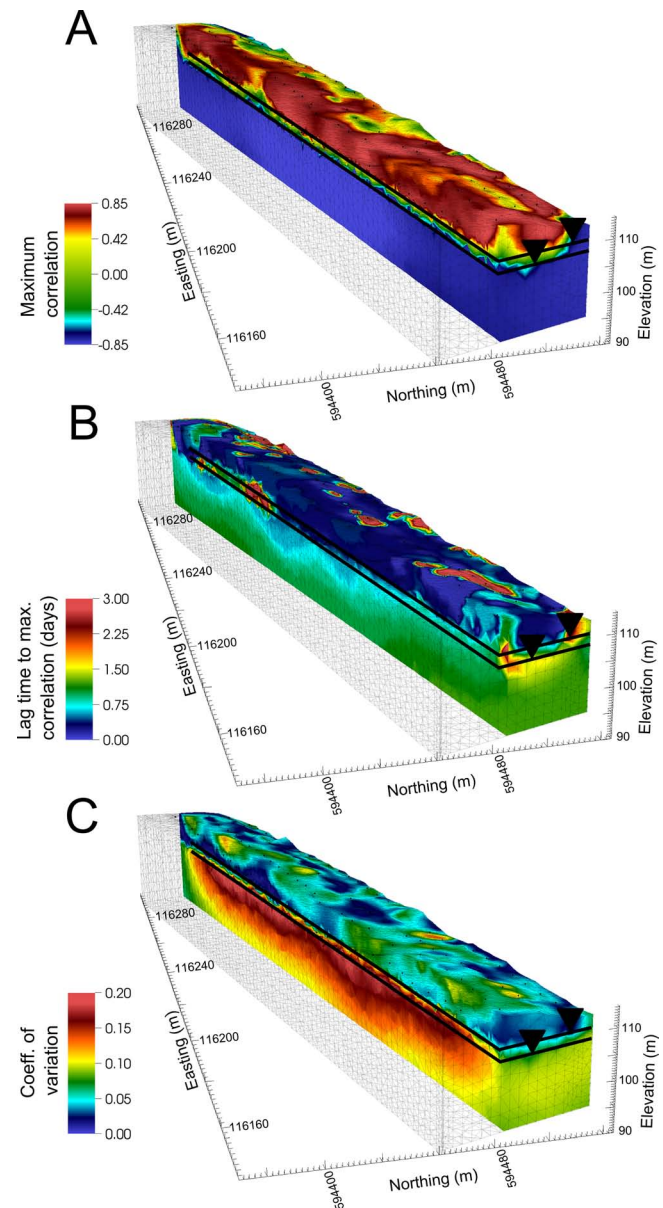 A
116280
116240
116200
116160
Easting (m)
594400
594480
Northing (m)
110
100
90
Elevation (m)
Maximum
correlation
0.85
0.42
0.00
-0.42
-0.85
B
116280
116240
116200
116160
Easting (m)
594400
594480
Northing (m)
110
100
90
Elevation (m)
Lag time to max.
correlation (days)
3.00
2.25
1.50
0.75
0.00
C
116280
116240
116200
116160
Easting (m)
594400
594480
Northing (m)
110
100
90
Elevation (m)
Coeff. of
variation
0.20
0.15
0.10
0.05
0.00